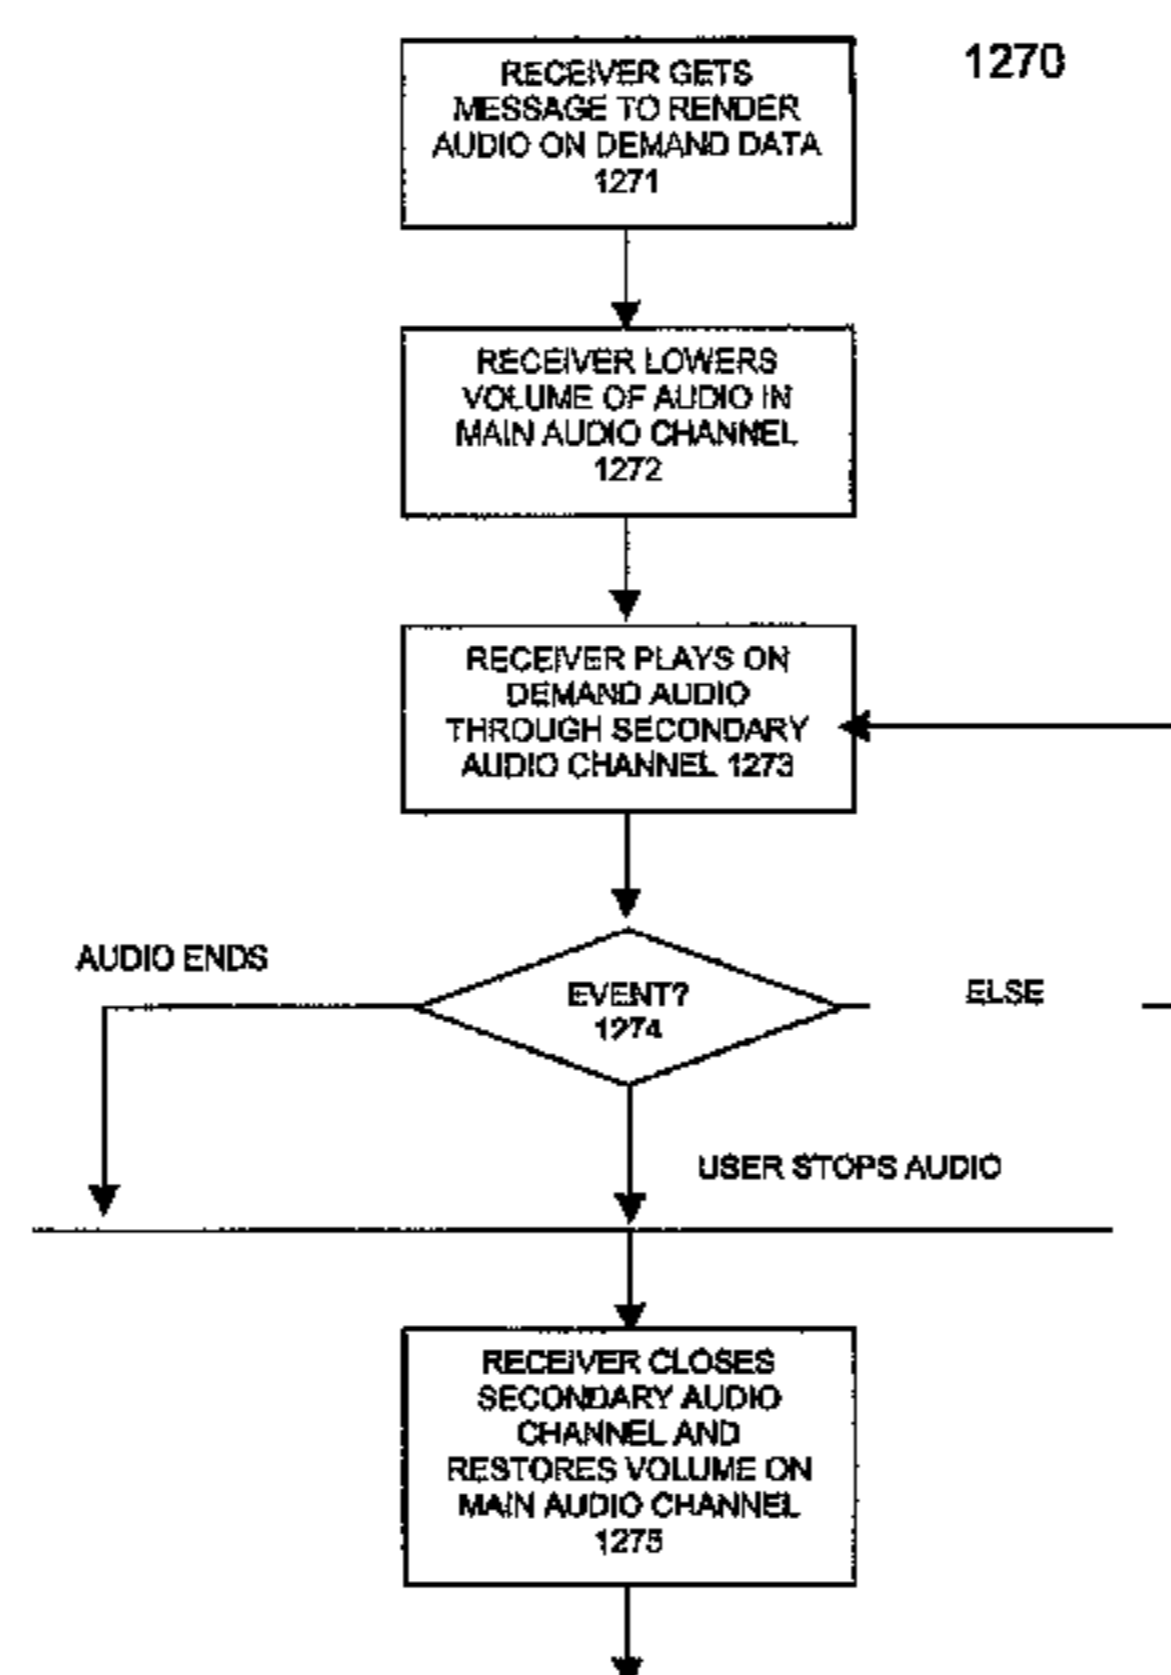 1270
RECEIVER GETS
MESSAGE TO RENDER
AUDIO ON DEMAND DATA
1271
RECEIVER LOWERS
VOLUME OF AUDIO IN
MAIN AUDIO CHANNEL
1272
RECEIVER PLAYS ON
DEMAND AUDIO
THROUGH SECONDARY
AUDIO CHANNEL 1273
AUDIO ENDS
EVENT?
1274
ELSE
USER STOPS AUDIO
RECEIVER CLOSES
SECONDARY AUDIO
CHANNEL AND
RESTORES VOLUME ON
MAIN AUDIO CHANNEL
1275